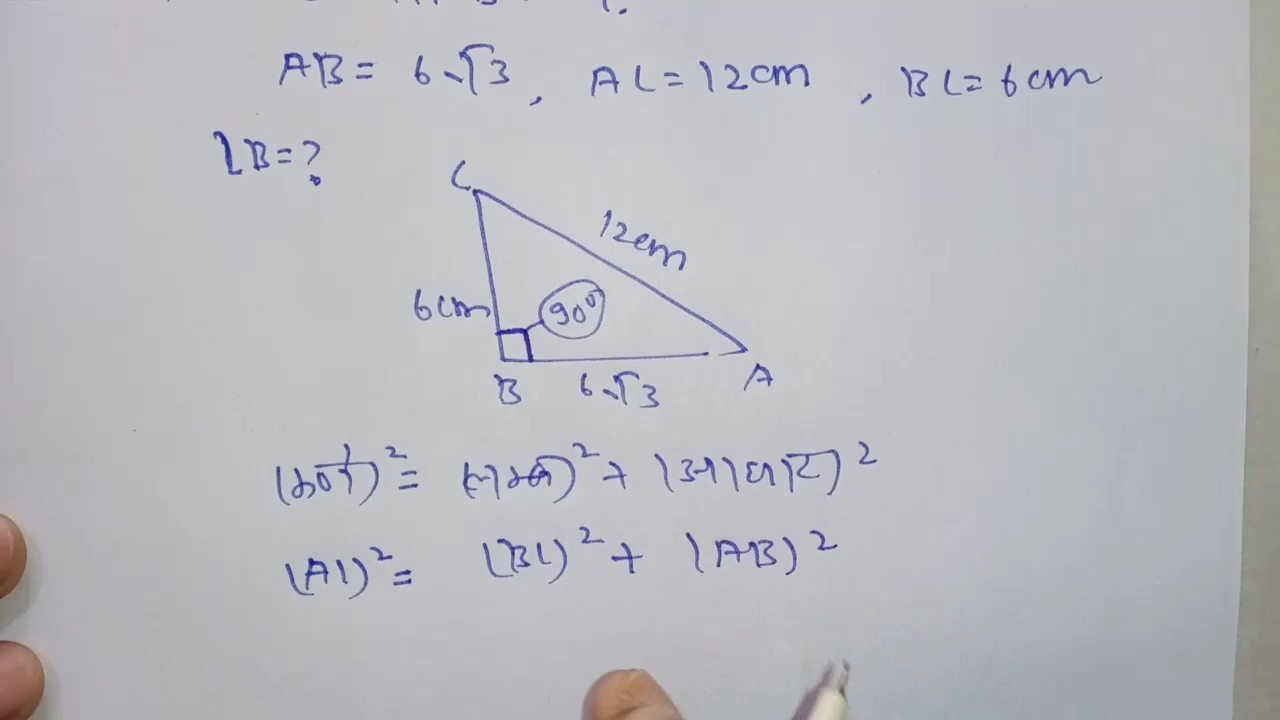 AB = 6√3, AC = 12cm, BC = 6cm
∠B = ?
C
12cm
6cm
90°
B 6√3 A
(कर्ण)² = (लम्ब)² + (आधार)²
(AC)² = (BC)² + (AB)²